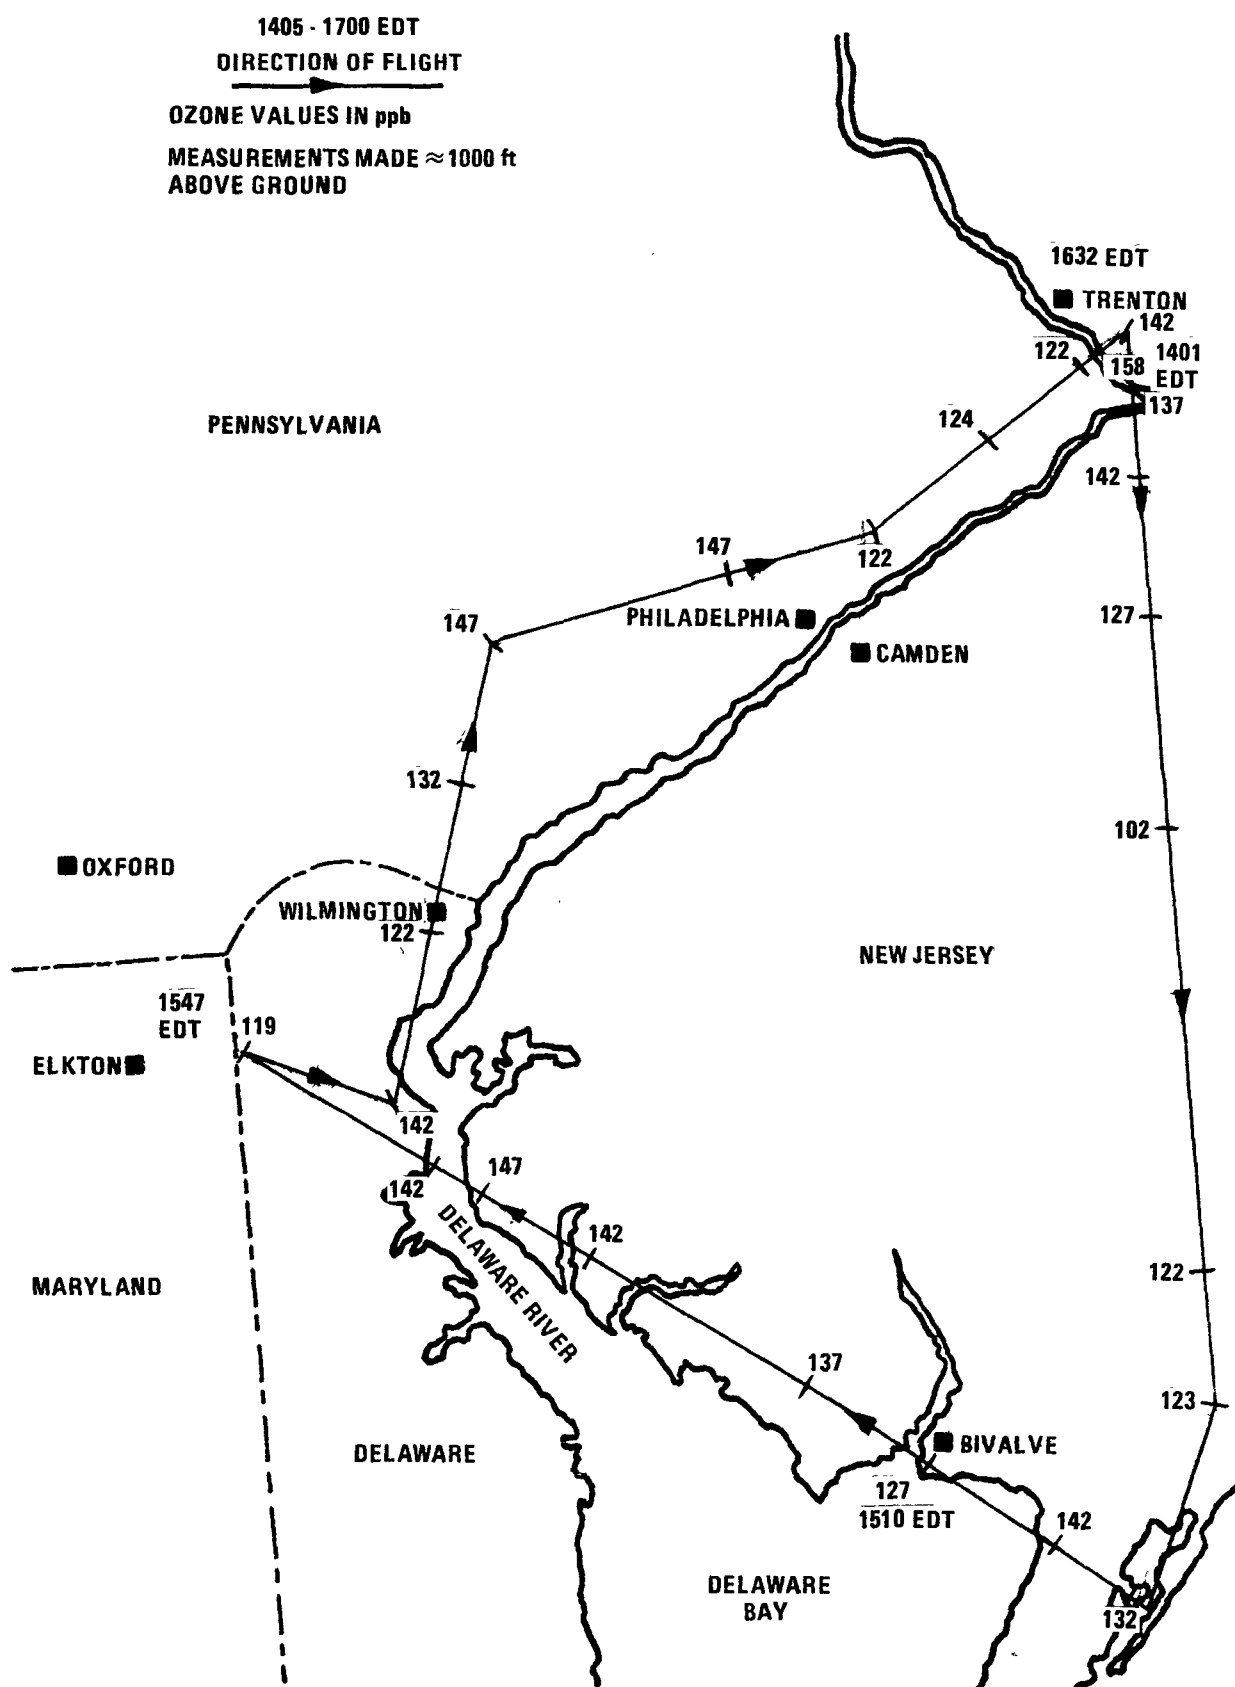 1405 - 1700 EDT
DIRECTION OF FLIGHT
OZONE VALUES IN ppb
MEASUREMENTS MADE ≈ 1000 ft
ABOVE GROUND
1632 EDT
TRENTON
142
122
1401
EDT
158
137
PENNSYLVANIA
124
142
147
122
127
PHILADELPHIA
147
CAMDEN
132
102
OXFORD
WILMINGTON
122
NEW JERSEY
1547
EDT
119
ELKTON
142
147
142
DELAWARE RIVER
142
122
MARYLAND
137
123
DELAWARE
BIVALVE
127
1510 EDT
142
DELAWARE
BAY
132